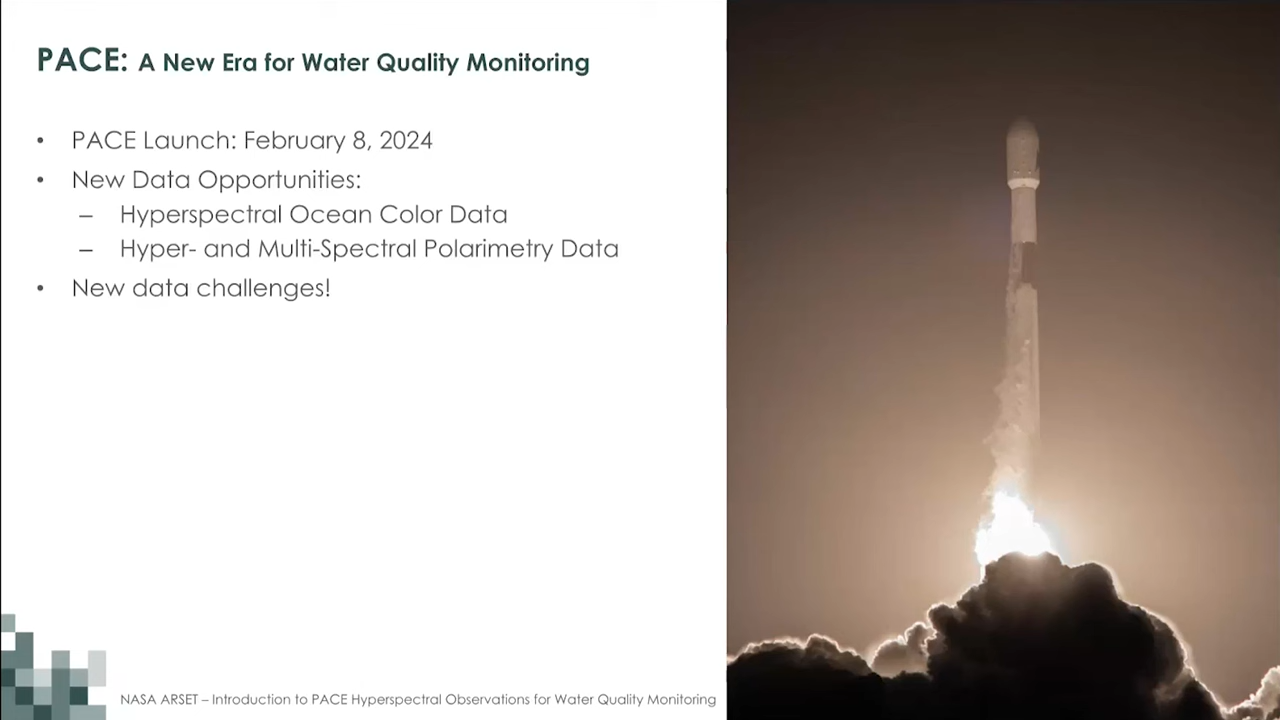 PACE: A New Era for Water Quality Monitoring
• PACE Launch: February 8, 2024
• New Data Opportunities:
– Hyperspectral Ocean Color Data
– Hyper- and Multi-Spectral Polarimetry Data
• New data challenges!
NASA ARSET – Introduction to PACE Hyperspectral Observations for Water Quality Monitoring